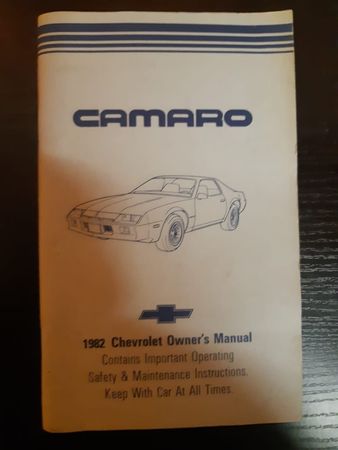 CAMARO
1982 Chevrolet Owner's Manual
Contains Important Operating
Safety & Maintenance Instructions.
Keep With Car At All Times.